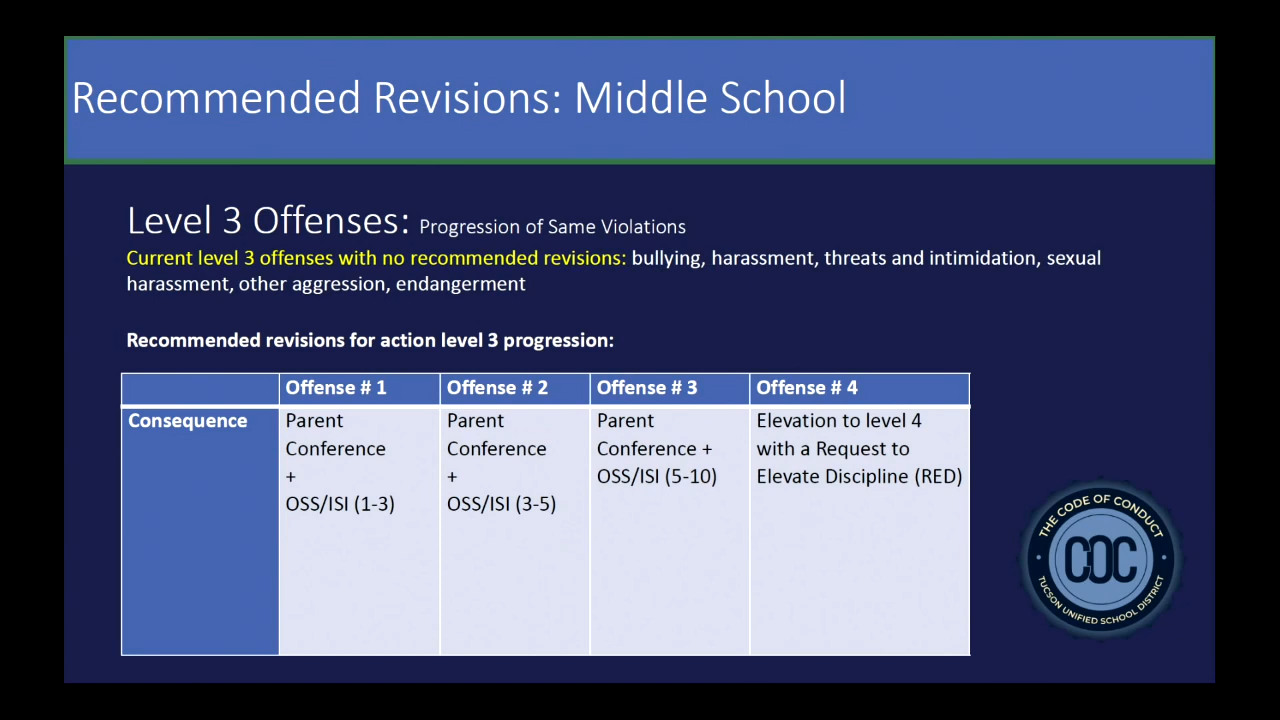 Recommended Revisions: Middle School
Level 3 Offenses: Progression of Same Violations
Current level 3 offenses with no recommended revisions: bullying, harassment, threats and intimidation, sexual
harassment, other aggression, endangerment
Recommended revisions for action level 3 progression:
Offense # 1
Offense # 2
Offense # 3
Offense # 4
Consequence
Parent
Conference
+
OSS/ISI (1-3)
Parent
Conference
+
OSS/ISI (3-5)
Parent
Conference +
OSS/ISI (5-10)
Elevation to level 4
with a Request to
Elevate Discipline (RED)
THE CODE OF CONDUCT
COC
TUCSON UNIFIED SCHOOL DISTRICT